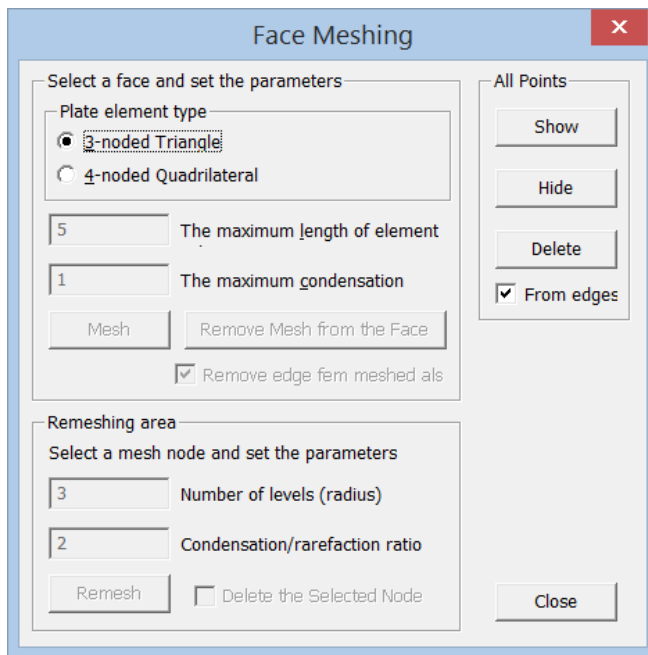 Face Meshing
Select a face and set the parameters
Plate element type
3-noded Triangle
4-noded Quadrilateral
5 The maximum length of element
1 The maximum condensation
Mesh Remove Mesh from the Face
Remove edge fem meshed als
Remeshing area
Select a mesh node and set the parameters
3 Number of levels (radius)
2 Condensation/rarefaction ratio
Remesh Delete the Selected Node
All Points
Show
Hide
Delete
From edges
Close